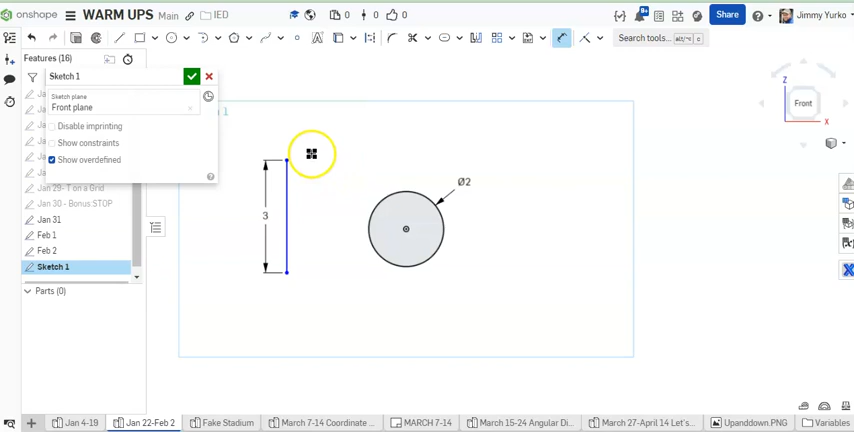 onshape WARM UPS Main IED 0 0 0 8+ Share Jimmy Yurko
Search tools... alt/⌥ c
Features (16)
Sketch 1
Sketch plane
Front plane
Disable imprinting
Show constraints
Show overdefined
Jan 29- T on a Grid
Jan 30 - Bonus:STOP
Jan 31
Feb 1
Feb 2
Sketch 1
Parts (0)
3
Ø2
Z
Front
X
Jan 4-19 Jan 22-Feb 2 Fake Stadium March 7-14 Coordinate ... MARCH 7-14 March 15-24 Angular Di... March 27-April 14 Let's... Upanddown.PNG Variables